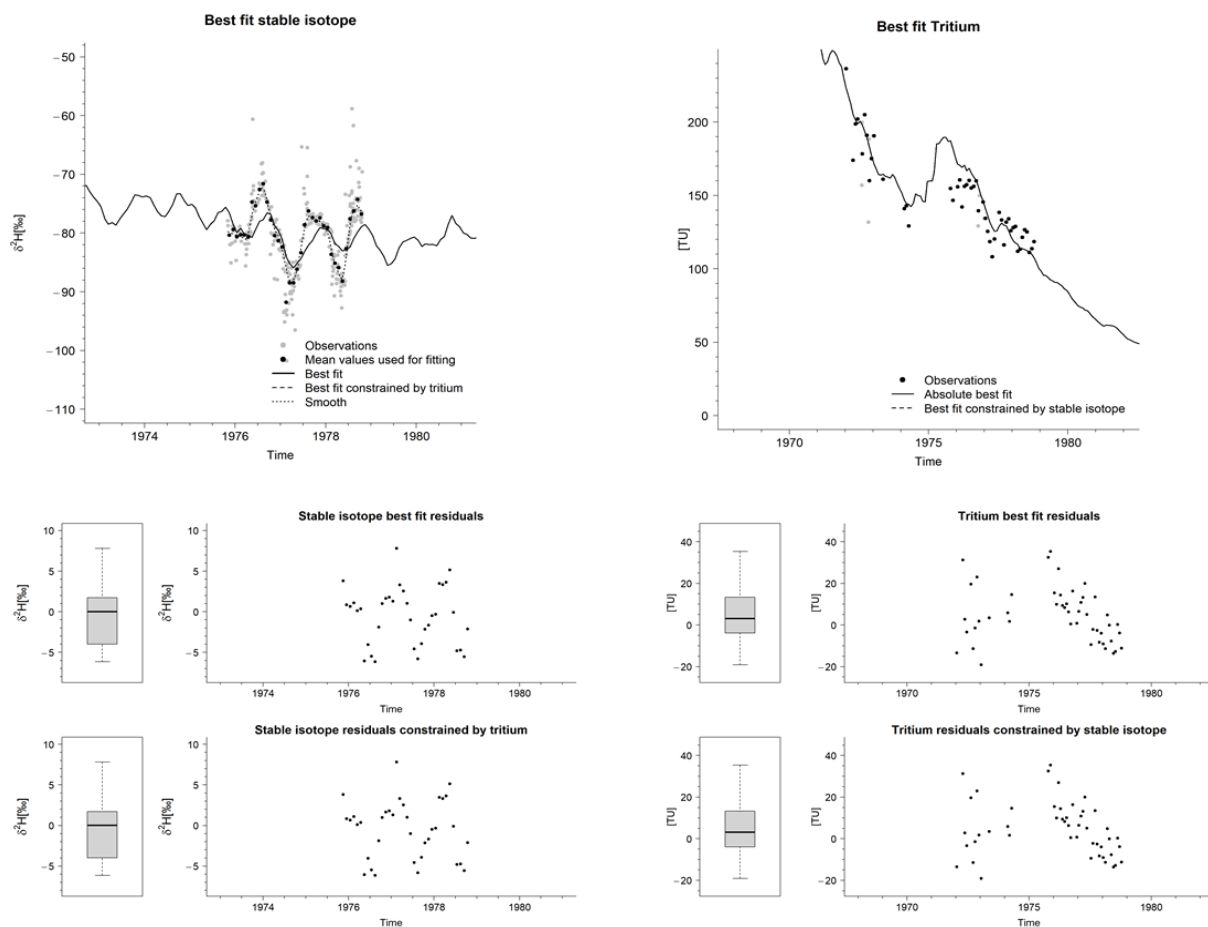 Best fit stable isotope
−50
−60
−70
−80
−90
−100
−110
δ²H[‰]
1974
1976
1978
1980
Time
Observations
Mean values used for fitting
Best fit
Best fit constrained by tritium
Smooth
Best fit Tritium
200
150
100
50
0
[TU]
1970
1975
1980
Time
Observations
Absolute best fit
Best fit constrained by stable isotope
10
5
0
−5
δ²H[‰]
Stable isotope best fit residuals
10
5
0
−5
δ²H[‰]
1974
1976
1978
1980
Time
40
20
0
−20
[TU]
Tritium best fit residuals
40
20
0
−20
[TU]
1970
1975
1980
Time
10
5
0
−5
δ²H[‰]
Stable isotope residuals constrained by tritium
10
5
0
−5
δ²H[‰]
1974
1976
1978
1980
Time
40
20
0
−20
[TU]
Tritium residuals constrained by stable isotope
40
20
0
−20
[TU]
1970
1975
1980
Time